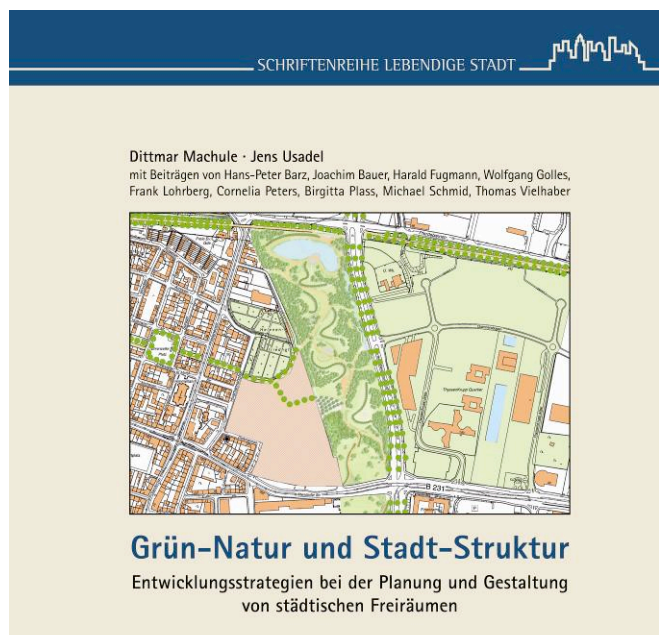 SCHRIFTENREIHE LEBENDIGE STADT
Dittmar Machule · Jens Usadel
mit Beiträgen von Hans-Peter Barz, Joachim Bauer, Harald Fugmann, Wolfgang Golles,
Frank Lohrberg, Cornelia Peters, Birgitta Plass, Michael Schmid, Thomas Vielhaber
B 231
Grün-Natur und Stadt-Struktur
Entwicklungsstrategien bei der Planung und Gestaltung
von städtischen Freiräumen